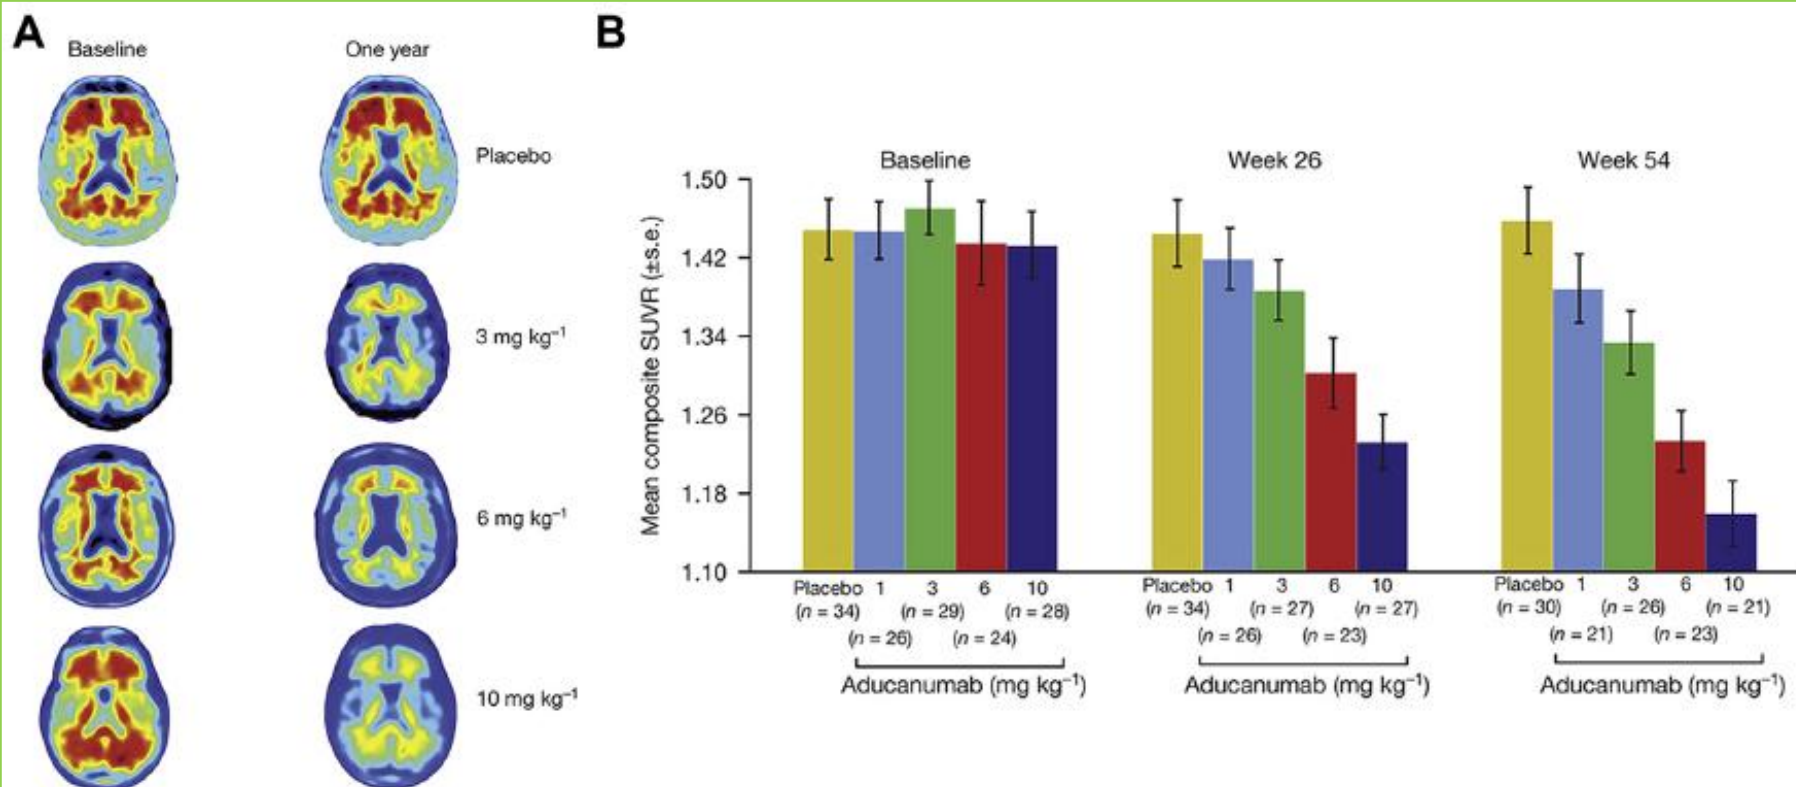 A
Baseline One year
Placebo
3 mg kg⁻¹
6 mg kg⁻¹
10 mg kg⁻¹
B
Baseline Week 26 Week 54
Mean composite SUVR (±s.e.)
1.50
1.42
1.34
1.26
1.18
1.10
Placebo 1 3 6 10 Placebo 1 3 6 10 Placebo 1 3 6 10
(n = 34) (n = 29) (n = 28) (n = 34) (n = 27) (n = 27) (n = 30) (n = 26) (n = 21)
(n = 26) (n = 24) (n = 26) (n = 23) (n = 21) (n = 23)
Aducanumab (mg kg⁻¹) Aducanumab (mg kg⁻¹) Aducanumab (mg kg⁻¹)